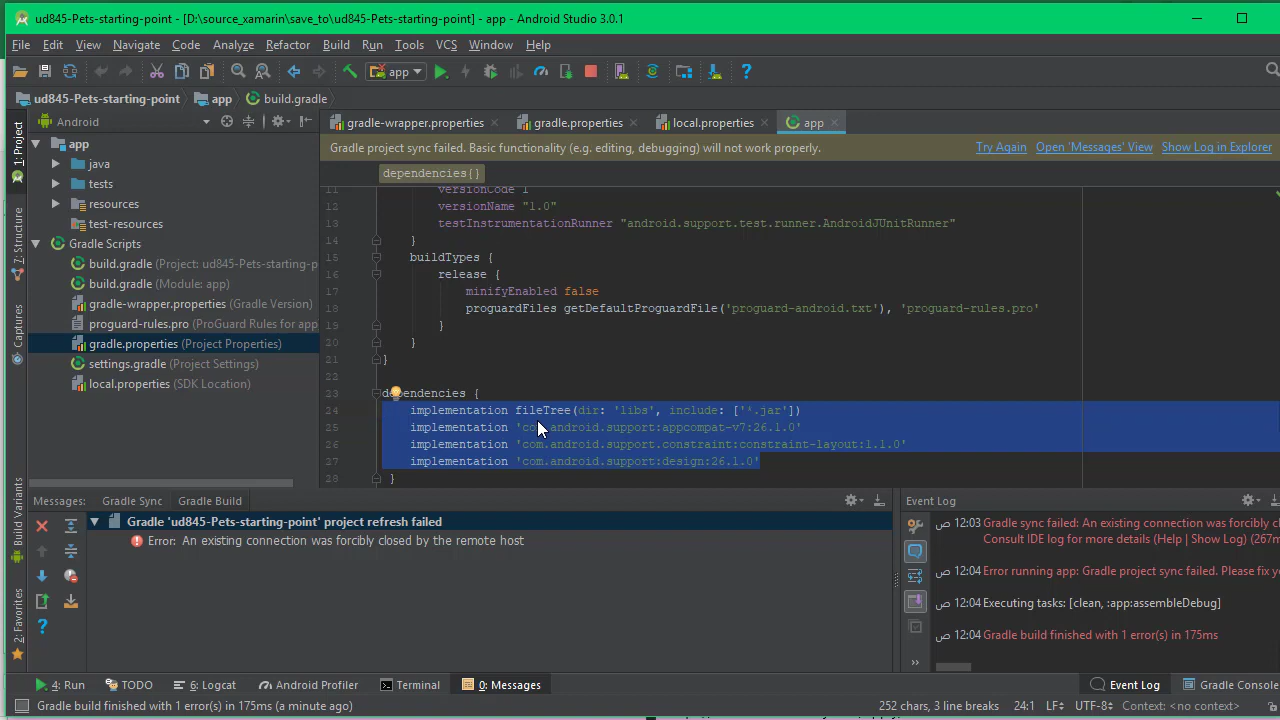 ud845-Pets-starting-point - [D:\source_xamarin\save_to\ud845-Pets-starting-point] - app - Android Studio 3.0.1
File Edit View Navigate Code Analyze Refactor Build Run Tools VCS Window Help
app
ud845-Pets-starting-point app build.gradle
1: Project
7: Structure
Captures
Build Variants
2: Favorites
Android
app
java
tests
resources
test-resources
Gradle Scripts
build.gradle (Project: ud845-Pets-starting-p
build.gradle (Module: app)
gradle-wrapper.properties (Gradle Version)
proguard-rules.pro (ProGuard Rules for app
gradle.properties (Project Properties)
settings.gradle (Project Settings)
local.properties (SDK Location)
gradle-wrapper.properties gradle.properties local.properties app
Gradle project sync failed. Basic functionality (e.g. editing, debugging) will not work properly. Try Again Open 'Messages' View Show Log in Explorer
dependencies{}
11 versionCode 1
12 versionName "1.0"
13 testInstrumentationRunner "android.support.test.runner.AndroidJUnitRunner"
14 }
15 buildTypes {
16 release {
17 minifyEnabled false
18 proguardFiles getDefaultProguardFile('proguard-android.txt'), 'proguard-rules.pro'
19 }
20 }
21 }
22
23 dependencies {
24 implementation fileTree(dir: 'libs', include: ['*.jar'])
25 implementation 'com.android.support:appcompat-v7:26.1.0'
26 implementation 'com.android.support.constraint:constraint-layout:1.1.0'
27 implementation 'com.android.support:design:26.1.0'
28 }
Messages: Gradle Sync Gradle Build
Gradle 'ud845-Pets-starting-point' project refresh failed
Error: An existing connection was forcibly closed by the remote host
Event Log
12:03 ص Gradle sync failed: An existing connection was forcibly c
Consult IDE log for more details (Help | Show Log) (267m
12:04 ص Error running app: Gradle project sync failed. Please fix y
12:04 ص Executing tasks: [clean, :app:assembleDebug]
12:04 ص Gradle build finished with 1 error(s) in 175ms
4: Run TODO 6: Logcat Android Profiler Terminal 0: Messages Event Log Gradle Console
Gradle build finished with 1 error(s) in 175ms (a minute ago) 252 chars, 3 line breaks 24:1 LF UTF-8 Context: <no context>